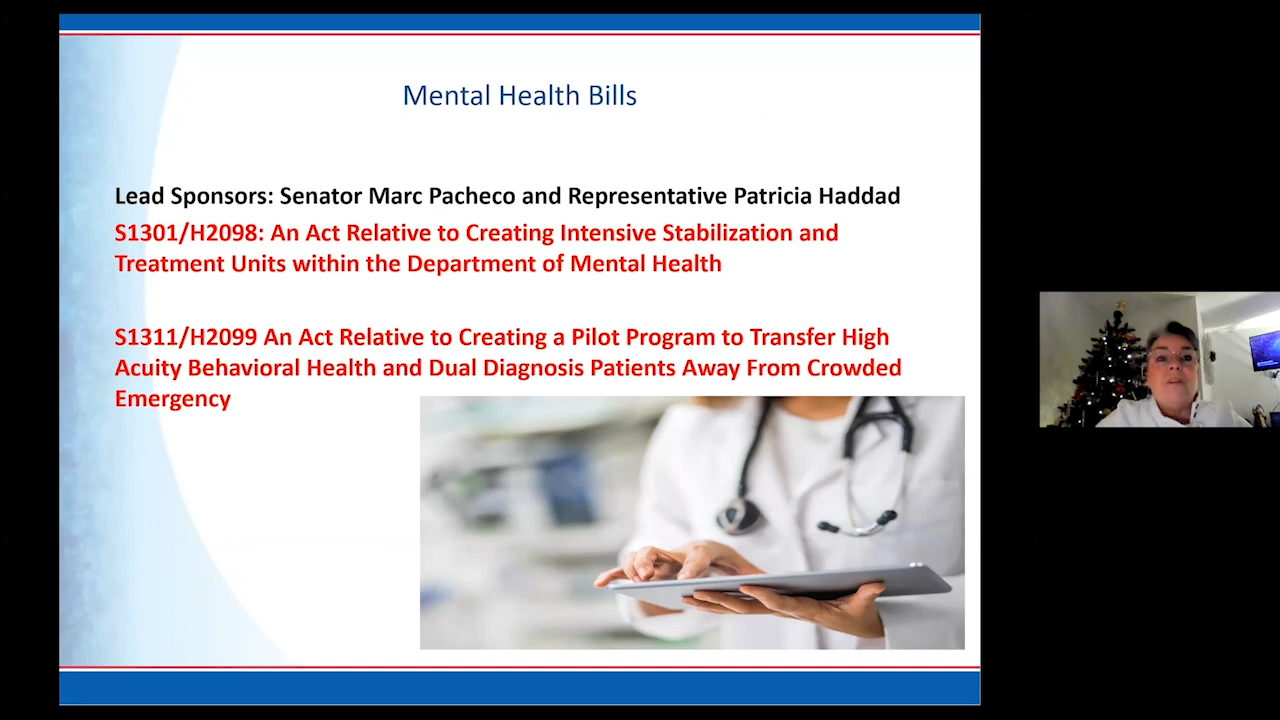 Mental Health Bills
Lead Sponsors: Senator Marc Pacheco and Representative Patricia Haddad
S1301/H2098: An Act Relative to Creating Intensive Stabilization and
Treatment Units within the Department of Mental Health
S1311/H2099 An Act Relative to Creating a Pilot Program to Transfer High
Acuity Behavioral Health and Dual Diagnosis Patients Away From Crowded
Emergency